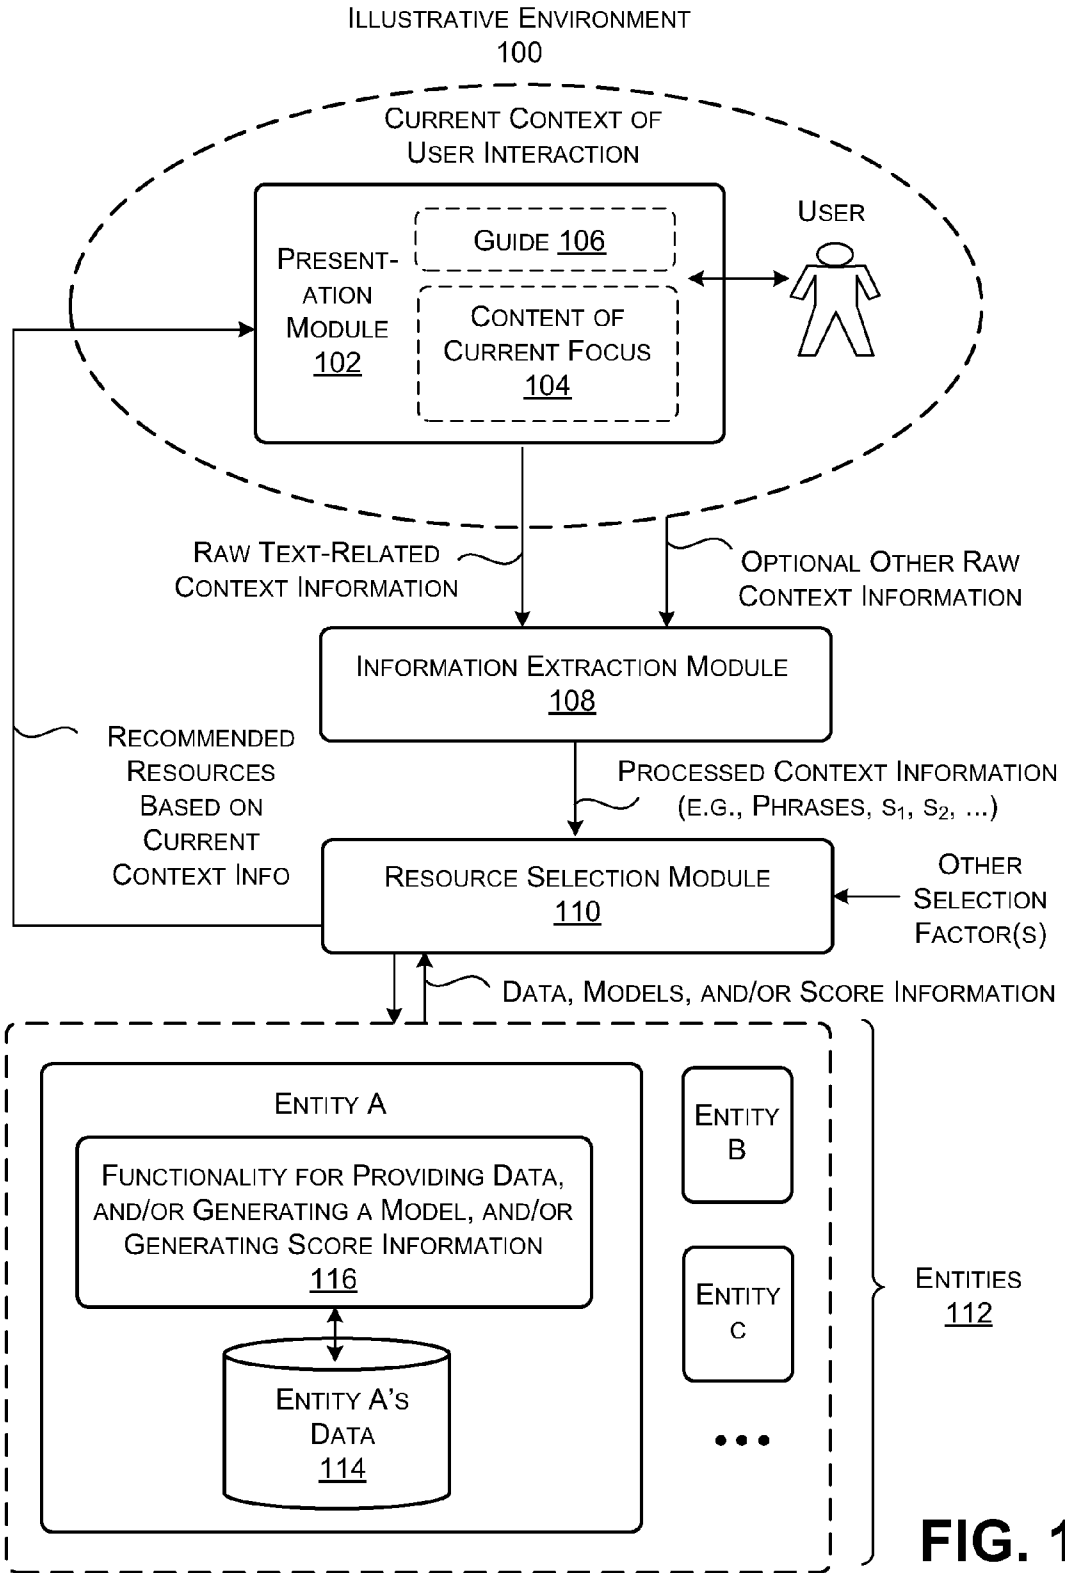 ILLUSTRATIVE ENVIRONMENT
100
CURRENT CONTEXT OF
USER INTERACTION
USER
GUIDE 106
PRESENT-
ATION
MODULE
102
CONTENT OF
CURRENT FOCUS
104
RAW TEXT-RELATED
CONTEXT INFORMATION
OPTIONAL OTHER RAW
CONTEXT INFORMATION
INFORMATION EXTRACTION MODULE
108
RECOMMENDED
RESOURCES
BASED ON
CURRENT
CONTEXT INFO
PROCESSED CONTEXT INFORMATION
(E.G., PHRASES, S₁, S₂, ...)
RESOURCE SELECTION MODULE
110
OTHER
SELECTION
FACTOR(S)
DATA, MODELS, AND/OR SCORE INFORMATION
ENTITY A
FUNCTIONALITY FOR PROVIDING DATA,
AND/OR GENERATING A MODEL, AND/OR
GENERATING SCORE INFORMATION
116
ENTITY A'S
DATA
114
ENTITY
B
ENTITY
C
•••
ENTITIES
112
FIG. 1